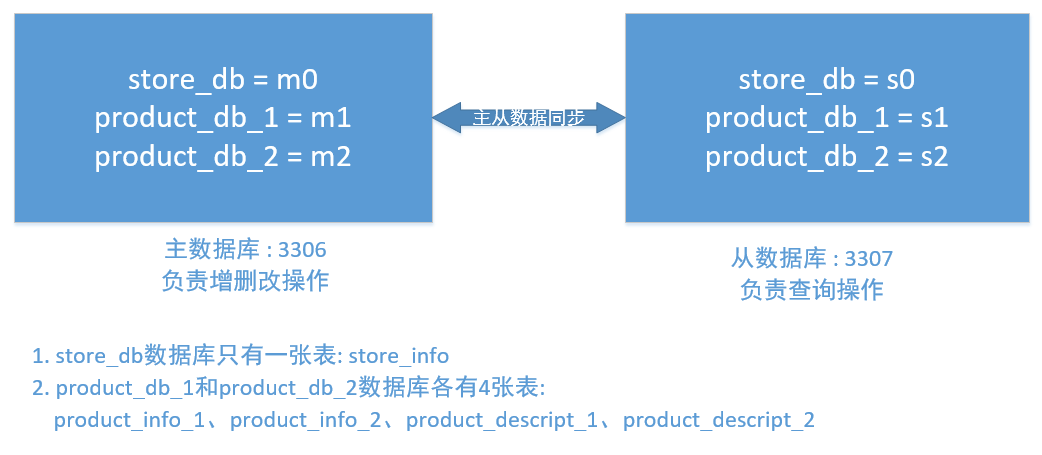 store_db = m0
product_db_1 = m1
product_db_2 = m2
主从数据同步
store_db = s0
product_db_1 = s1
product_db_2 = s2
主数据库 : 3306
负责增删改操作
从数据库 : 3307
负责查询操作
1. store_db数据库只有一张表: store_info
2. product_db_1和product_db_2数据库各有4张表:
product_info_1、product_info_2、product_descript_1、product_descript_2